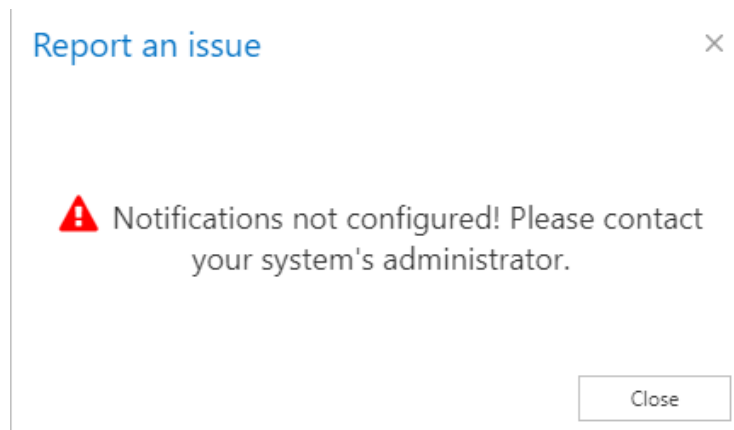 Report an issue
Notifications not configured! Please contact
your system's administrator.
Close